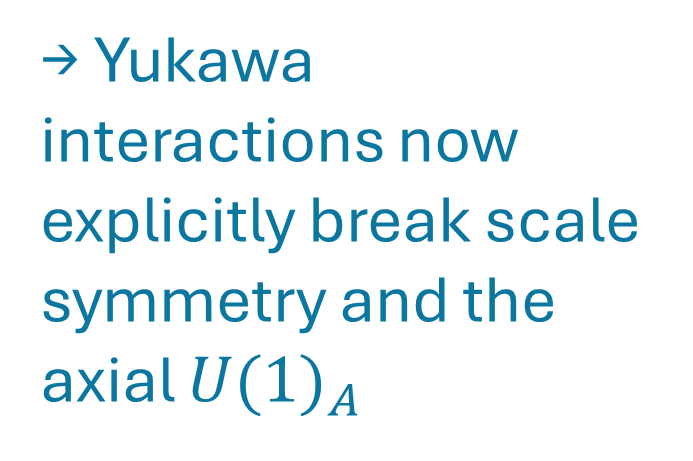 → Yukawa
interactions now
explicitly break scale
symmetry and the
axial U(1)_A